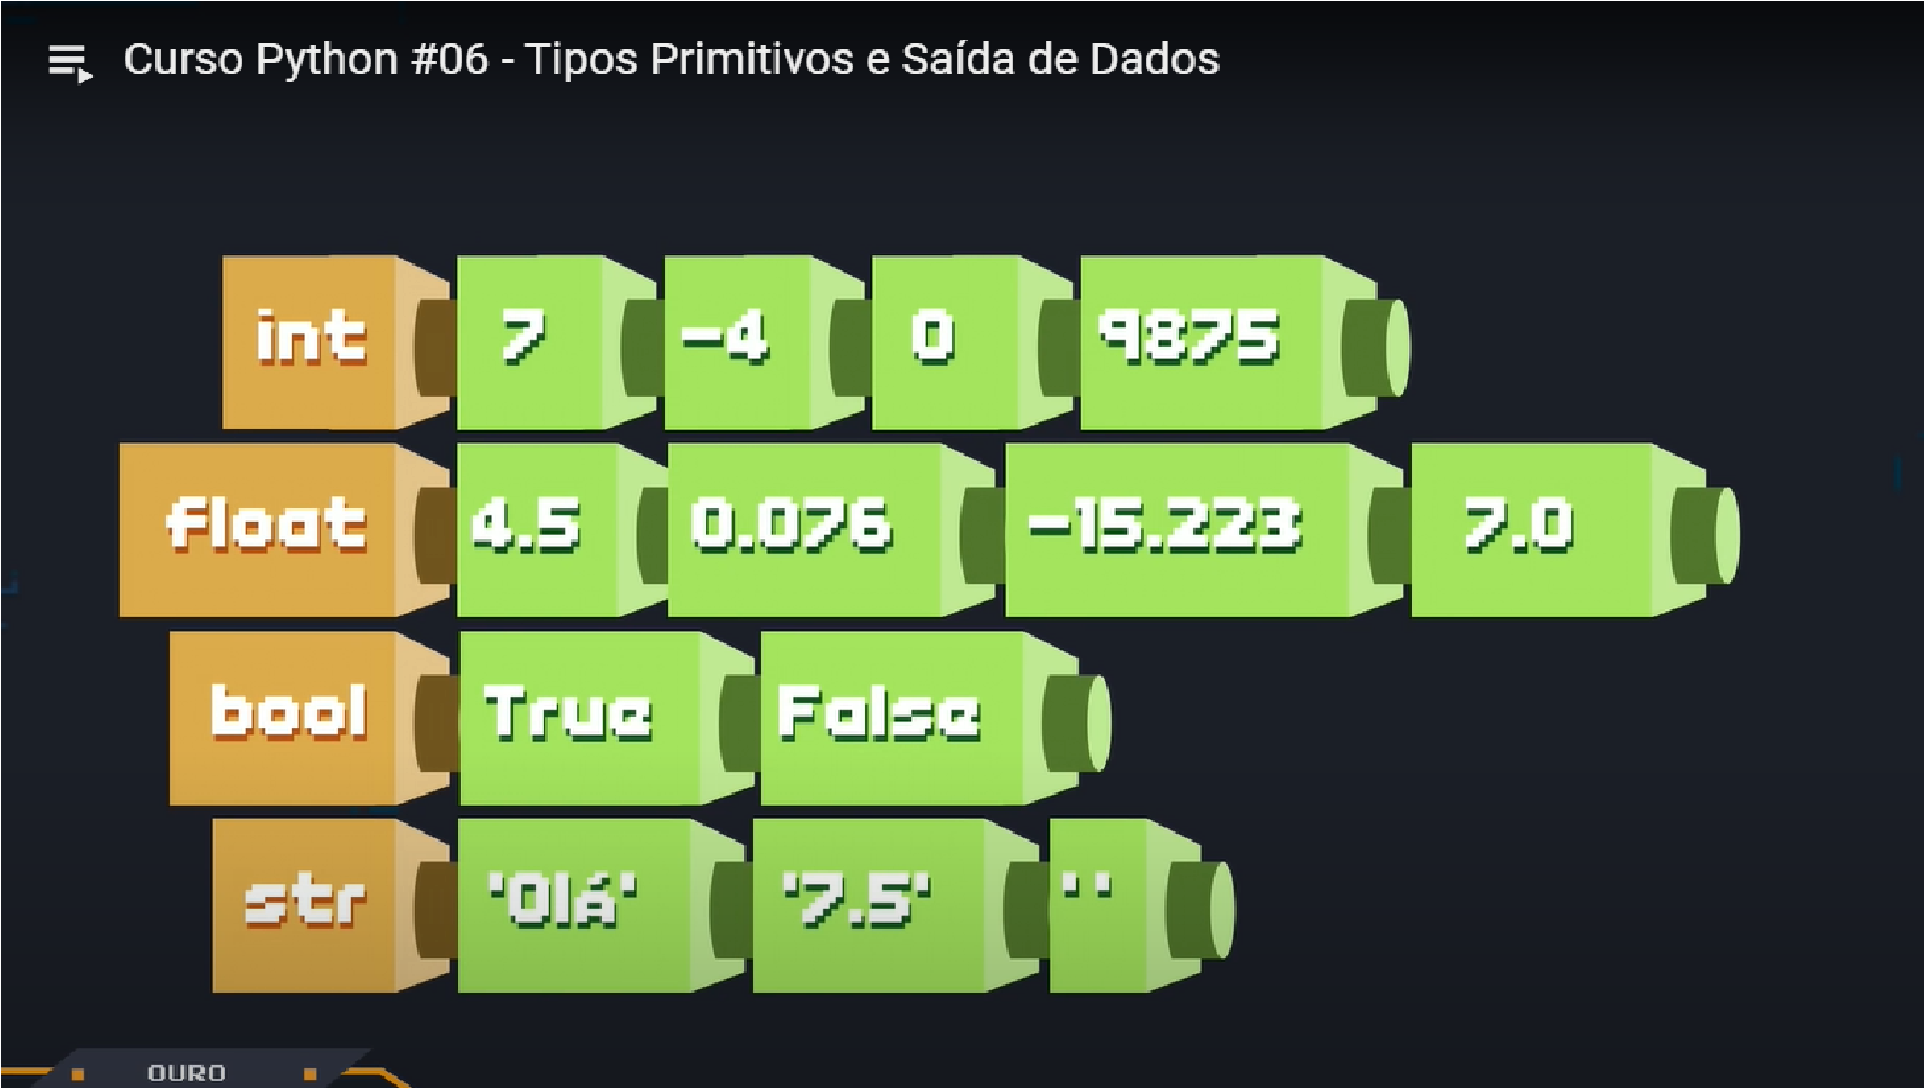 Curso Python #06 - Tipos Primitivos e Saída de Dados
int 7 -4 0 9875
float 4.5 0.076 -15.223 7.0
bool True False
str 'Olá' '7.5' ' '
OURO